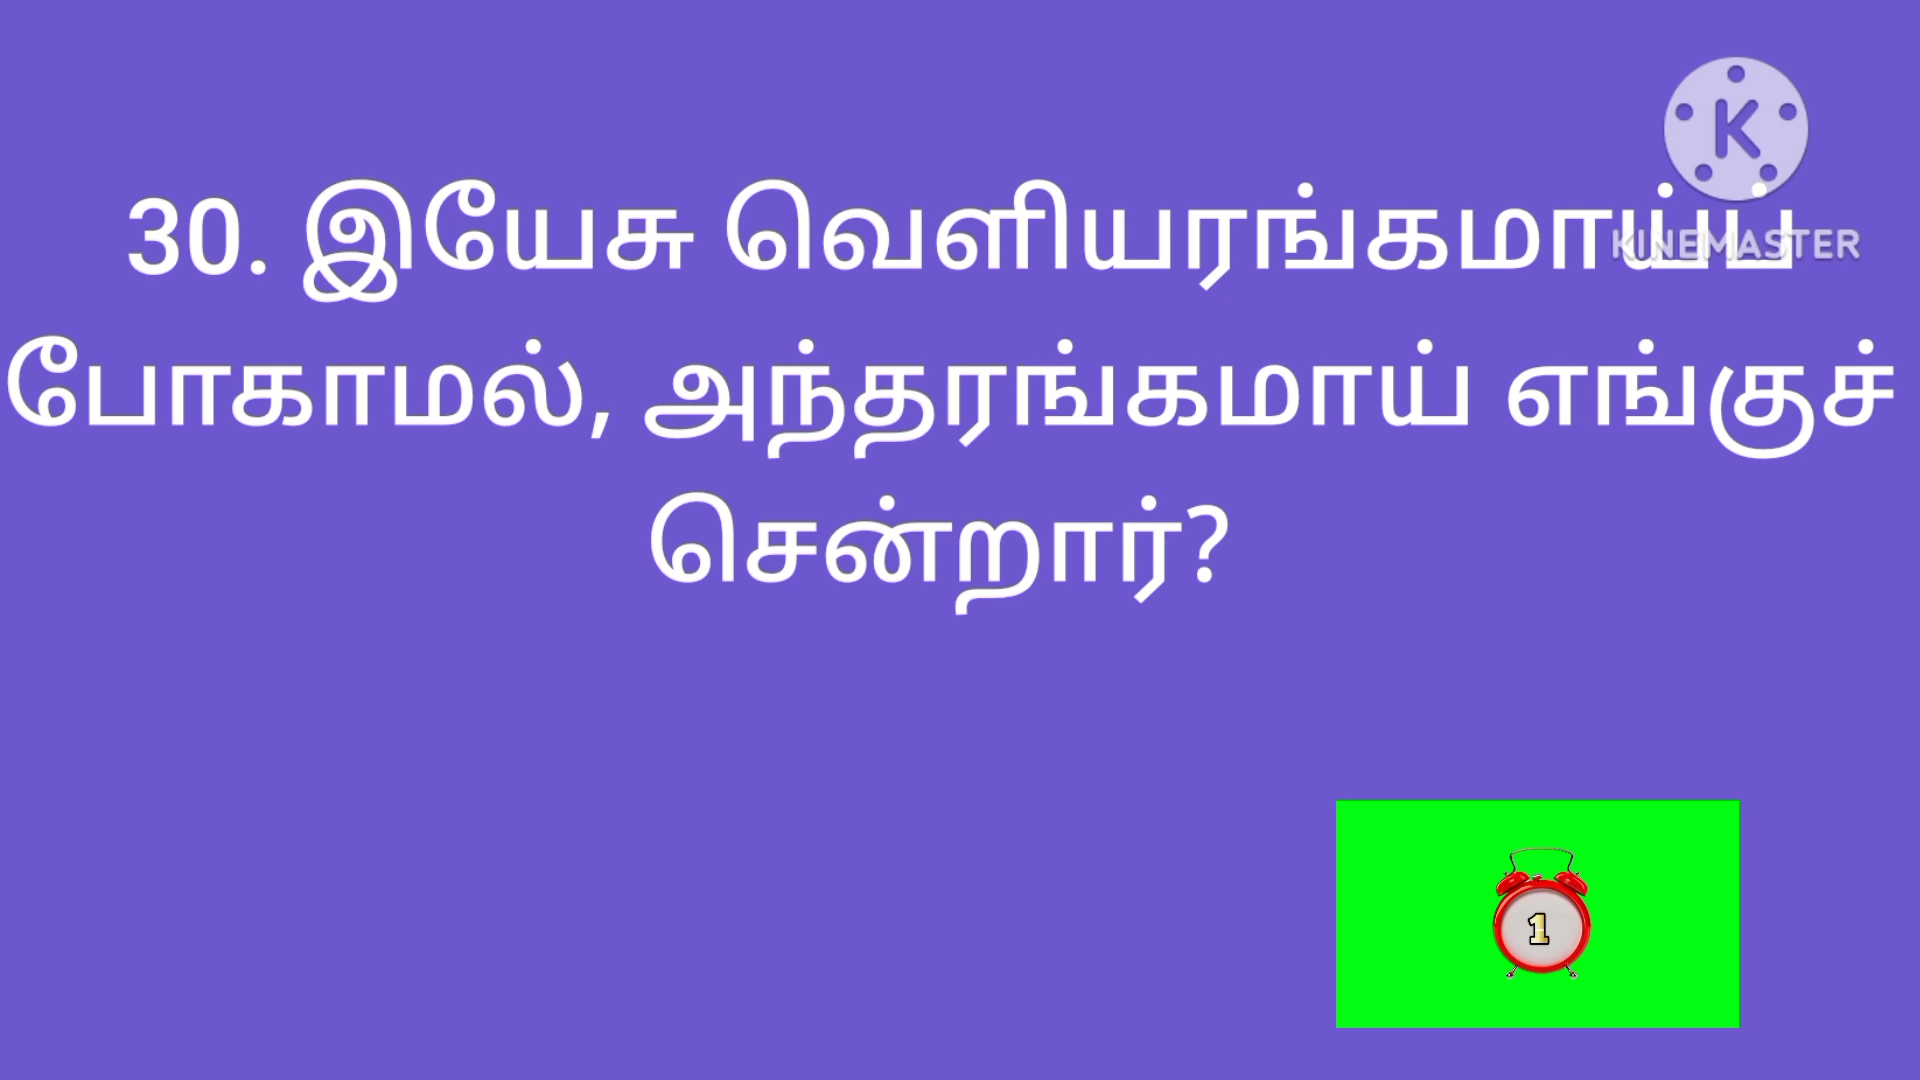 30. இயேசு வெளியரங்கமாய்ப்
போகாமல், அந்தரங்கமாய் எங்குச்
சென்றார்?
K
KINEMASTER
1